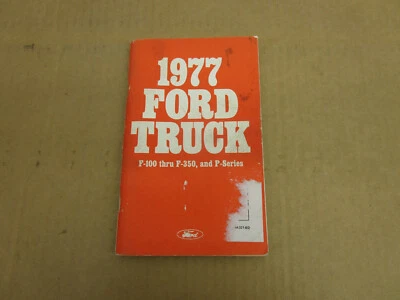 1977
FORD
TRUCK
F-100 thru F-350, and P-Series
Ford